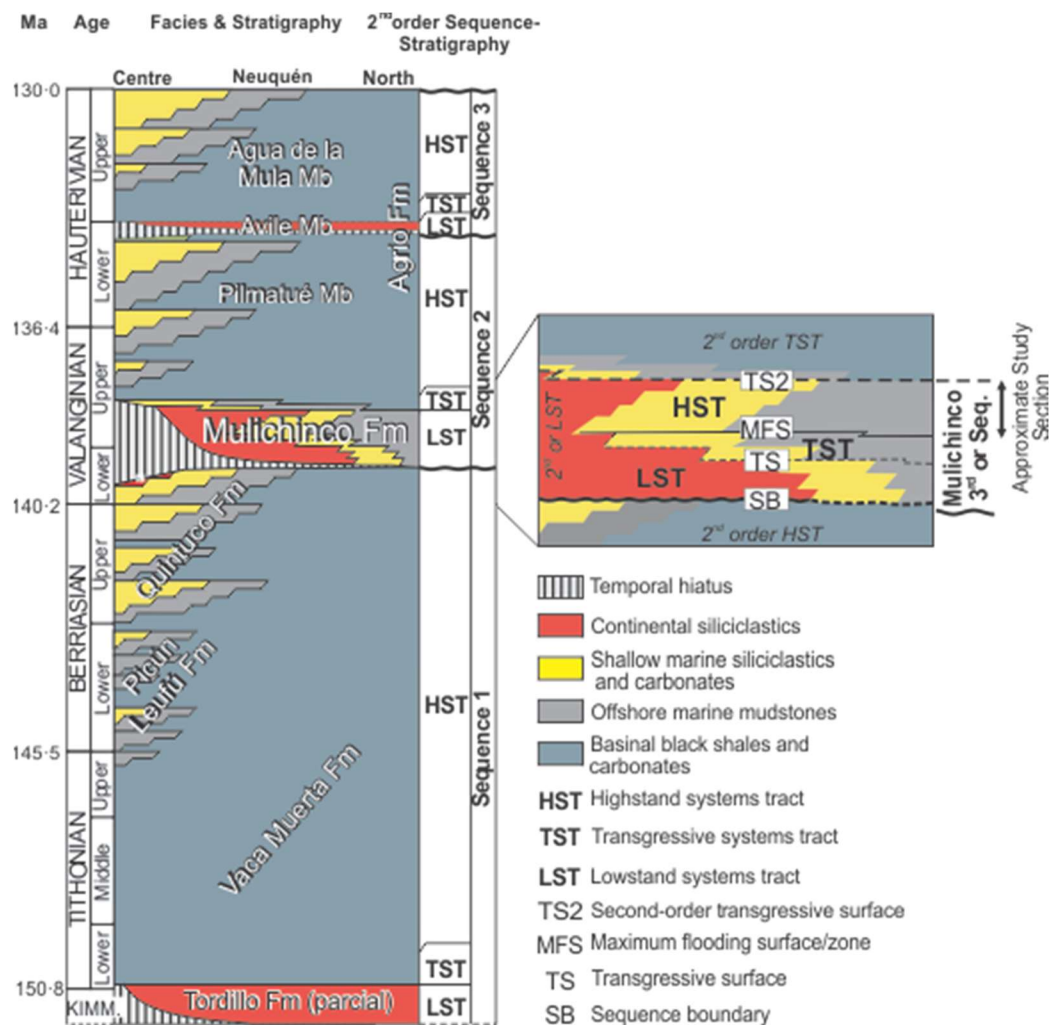 Ma Age Facies & Stratigraphy 2nd order Sequence-
Stratigraphy
Centre Neuquén North
130·0
136·4
140·2
145·5
150·8
HAUTERIVIAN
Upper
Lower
VALANGINIAN
Upper
Lower
BERRIASIAN
Upper
Lower
TITHONIAN
Upper
Middle
Lower
KIMM.
Agua de la
Mula Mb
Avile Mb
Agrio Fm
Pilmatué Mb
Mulichinco Fm
Quintuco Fm
Picún
Leufú Fm
Vaca Muerta Fm
Tordillo Fm (parcial)
HST
TST
LST
Sequence 3
HST
TST
LST
Sequence 2
HST
TST
LST
Sequence 1
2nd order TST
TS2
HST
MFS
TST
TS
LST
SB
2nd order HST
2nd or LST
Mulichinco
3rd or Seq.
Approximate Study
Section
Temporal hiatus
Continental siliciclastics
Shallow marine siliciclastics
and carbonates
Offshore marine mudstones
Basinal black shales and
carbonates
HST Highstand systems tract
TST Transgressive systems tract
LST Lowstand systems tract
TS2 Second-order transgressive surface
MFS Maximum flooding surface/zone
TS Transgressive surface
SB Sequence boundary